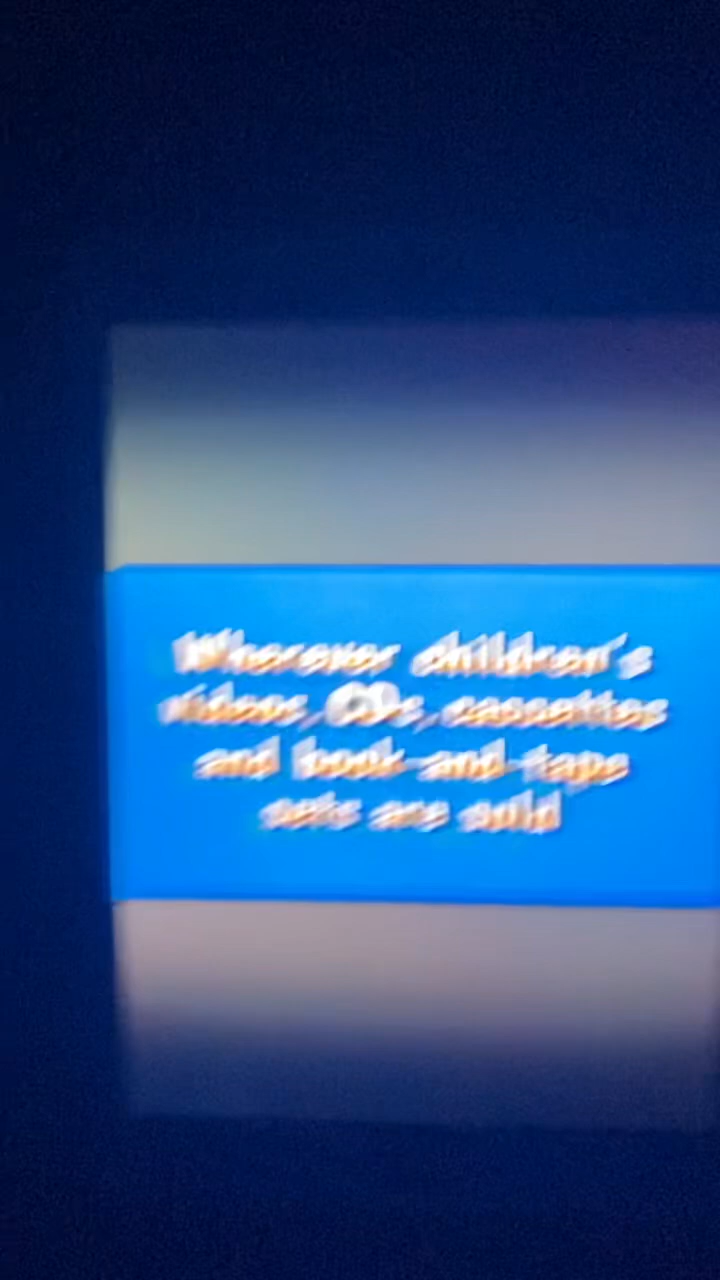 Wherever children's
videos, CDs, cassettes
and book-and-tape
sets are sold